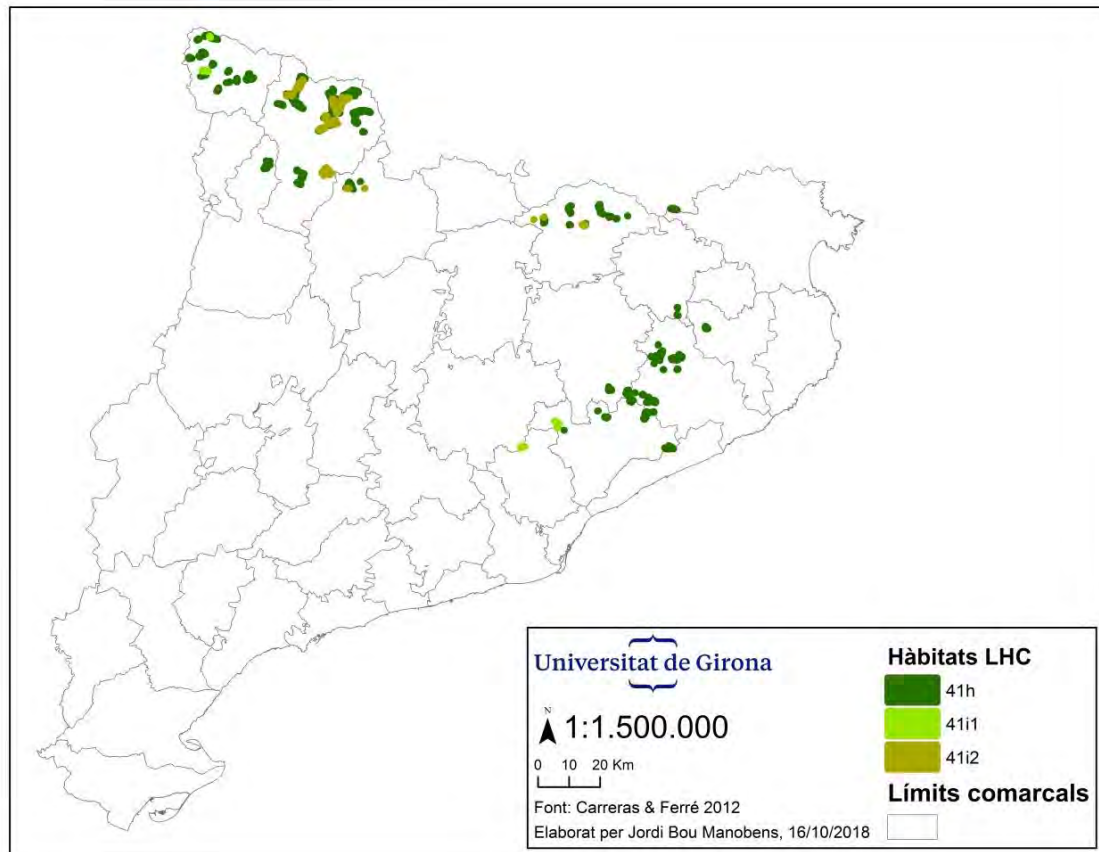 Universitat de Girona
N
1:1.500.000
0 10 20 Km
Font: Carreras & Ferré 2012
Elaborat per Jordi Bou Manobens, 16/10/2018
Hàbitats LHC
41h
41i1
41i2
Límits comarcals